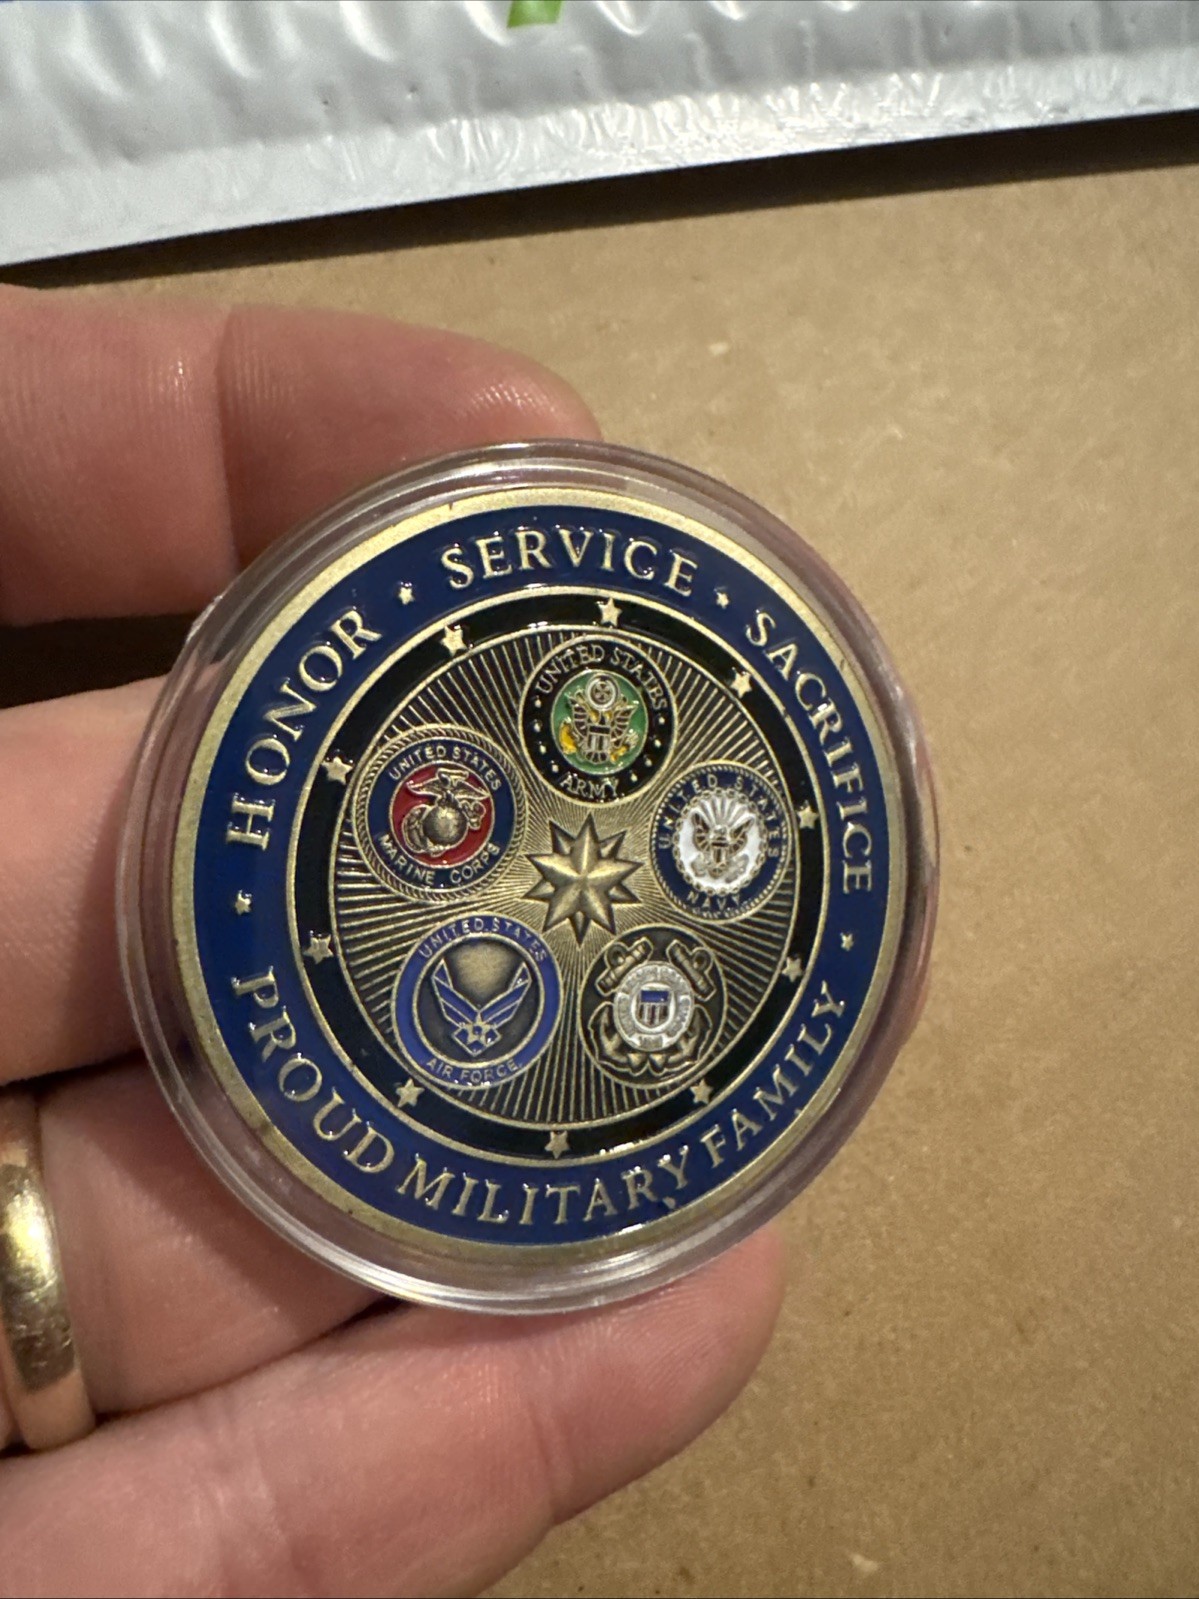 HONOR • SERVICE • SACRIFICE
PROUD MILITARY FAMILY
UNITED STATES
ARMY
UNITED STATES
MARINE CORPS
UNITED STATES
NAVY
UNITED STATES
AIR FORCE